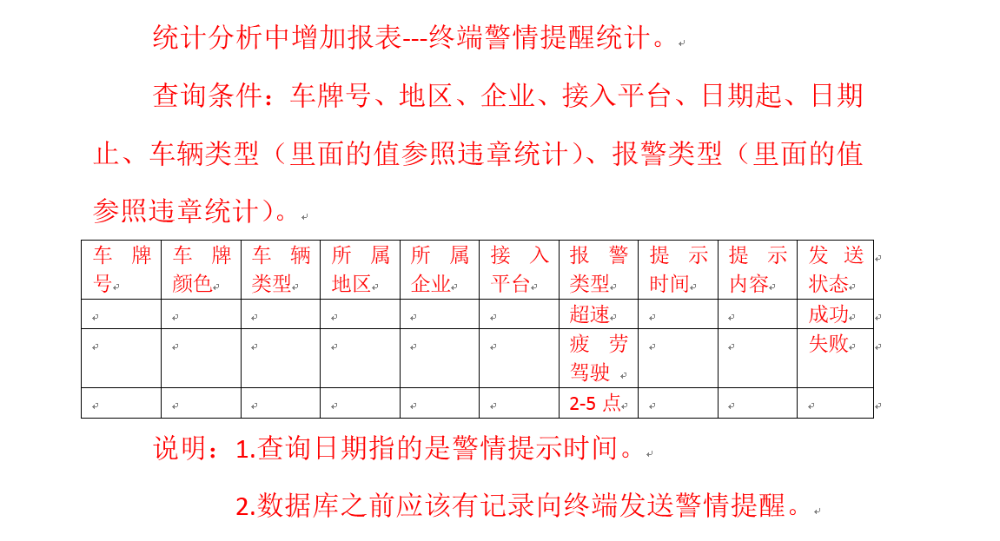 统计分析中增加报表---终端警情提醒统计。
查询条件：车牌号、地区、企业、接入平台、日期起、日期
止、车辆类型（里面的值参照违章统计）、报警类型（里面的值
参照违章统计）。
车牌号 车牌颜色 车辆类型 所属地区 所属企业 接入平台 报警类型 提示时间 提示内容 发送状态
超速 成功
疲劳驾驶 失败
2-5 点
说明：1.查询日期指的是警情提示时间。
2.数据库之前应该有记录向终端发送警情提醒。